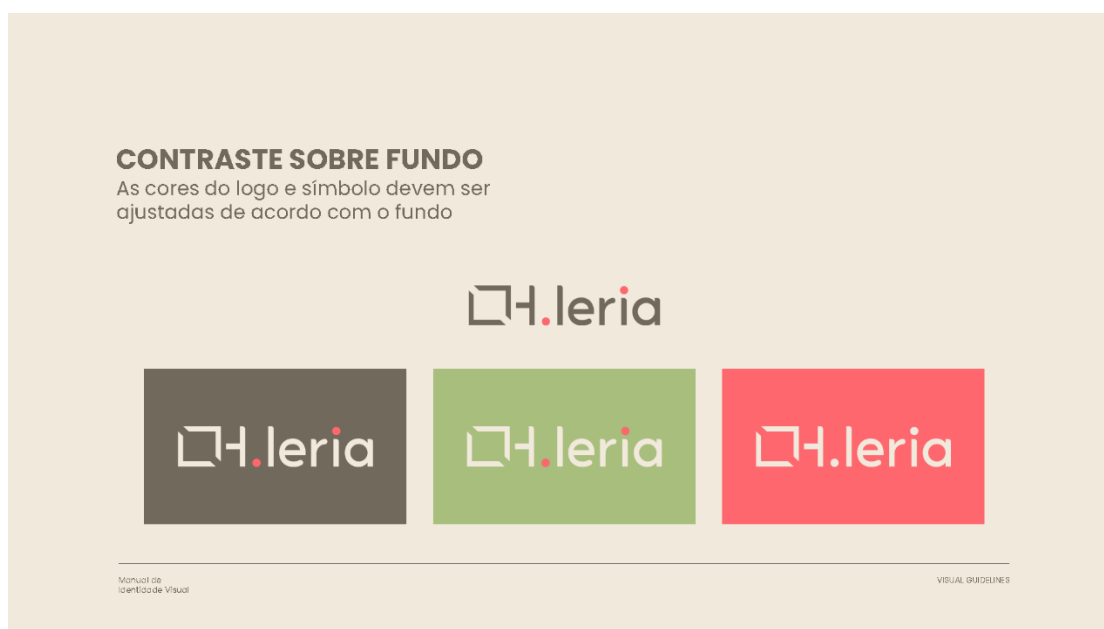 CONTRASTE SOBRE FUNDO
As cores do logo e símbolo devem ser
ajustadas de acordo com o fundo
H.leria
H.leria
H.leria
H.leria
Manual de
Identidade Visual
VISUAL GUIDELINES